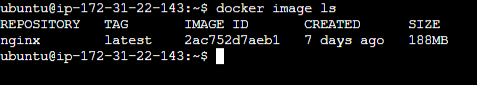 ubuntu@ip-172-31-22-143:~$ docker image ls
REPOSITORY   TAG       IMAGE ID       CREATED      SIZE
nginx        latest    2ac752d7aeb1   7 days ago   188MB
ubuntu@ip-172-31-22-143:~$